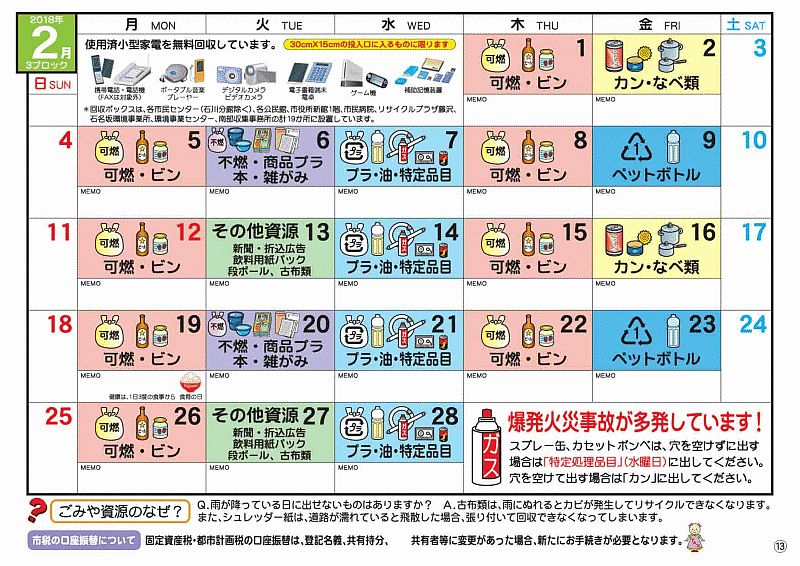 2018年
2月
3ブロック
日 SUN
月 MON
火 TUE
水 WED
木 THU
金 FRI
土 SAT
使用済小型家電を無料回収しています。
30cm×15cmの投入口に入るものに限ります
携帯電話・電話機
(FAXは対象外)
ポータブル音楽
プレーヤー
デジタルカメラ
ビデオカメラ
電子書籍端末
電卓
ゲーム機
補助記憶装置
＊回収ボックスは、各市民センター(石川分館除く)、各公民館、市役所新館1階、市民病院、リサイクルプラザ藤沢、
石名坂環境事業所、環境事業センター、南部収集事務所の計19か所に設置しています。
可燃 1
可燃・ビン
MEMO
2
カン・なべ類
MEMO
3
4
可燃 5
可燃・ビン
MEMO
不燃 6
不燃・商品プラ
本・雑がみ
MEMO
プラ 7
プラ・油・特定品目
MEMO
可燃 8
可燃・ビン
MEMO
1 9
ペットボトル
MEMO
10
11
可燃 12
可燃・ビン
MEMO
その他資源 13
新聞・折込広告
飲料用紙パック
段ボール、古布類
MEMO
プラ 14
プラ・油・特定品目
MEMO
可燃 15
可燃・ビン
MEMO
16
カン・なべ類
MEMO
17
18
可燃 19
可燃・ビン
MEMO
健康は、1日3度の食事から 食育の日
不燃 20
不燃・商品プラ
本・雑がみ
MEMO
プラ 21
プラ・油・特定品目
MEMO
可燃 22
可燃・ビン
MEMO
1 23
ペットボトル
MEMO
24
25
可燃 26
可燃・ビン
MEMO
その他資源 27
新聞・折込広告
飲料用紙パック
段ボール、古布類
MEMO
プラ 28
プラ・油・特定品目
MEMO
ガス
爆発火災事故が多発しています！
スプレー缶、カセットボンベは、穴を空けずに出す
場合は「特定処理品目」(水曜日)に出してください。
穴を空けて出す場合は「カン」に出してください。
? ごみや資源のなぜ？
Q.雨が降っている日に出せないものはありますか？ A.古布類は、雨にぬれるとカビが発生してリサイクルできなくなります。
また、シュレッダー紙は、道路が濡れていると飛散した場合、張り付いて回収できなくなってしまいます。
市税の口座振替について
固定資産税・都市計画税の口座振替は、登記名義、共有持分、 共有者等に変更があった場合、新たにお手続きが必要となります。
13